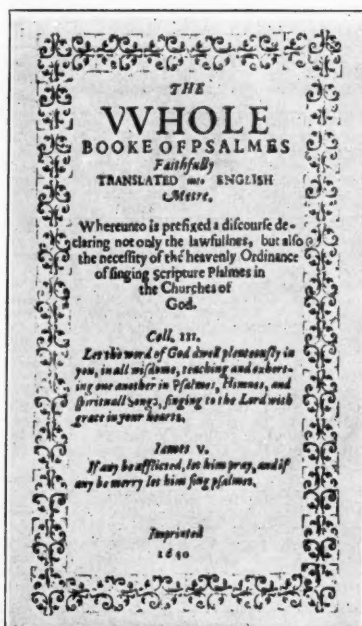 THE
VVHOLE
BOOKE OF PSALMES
Faithfully
TRANSLATED into ENGLISH
Metre.
Whereunto is prefixed a discourse de-
claring not only the lawfullnes, but also
the necessity of the heavenly Ordinance
of singing Scripture Psalmes in
the Churches of
God.
Coll. III.
Let the word of God dwell plenteously in
you, in all wisdome, teaching and exhort-
ing one another in Psalmes, Himnes, and
spirituall Songs, singing to the Lord with
grace in your hearts.
Iames v.
If any be afflicted, let him pray, and if
any be merry let him sing psalmes.
Imprinted
1640